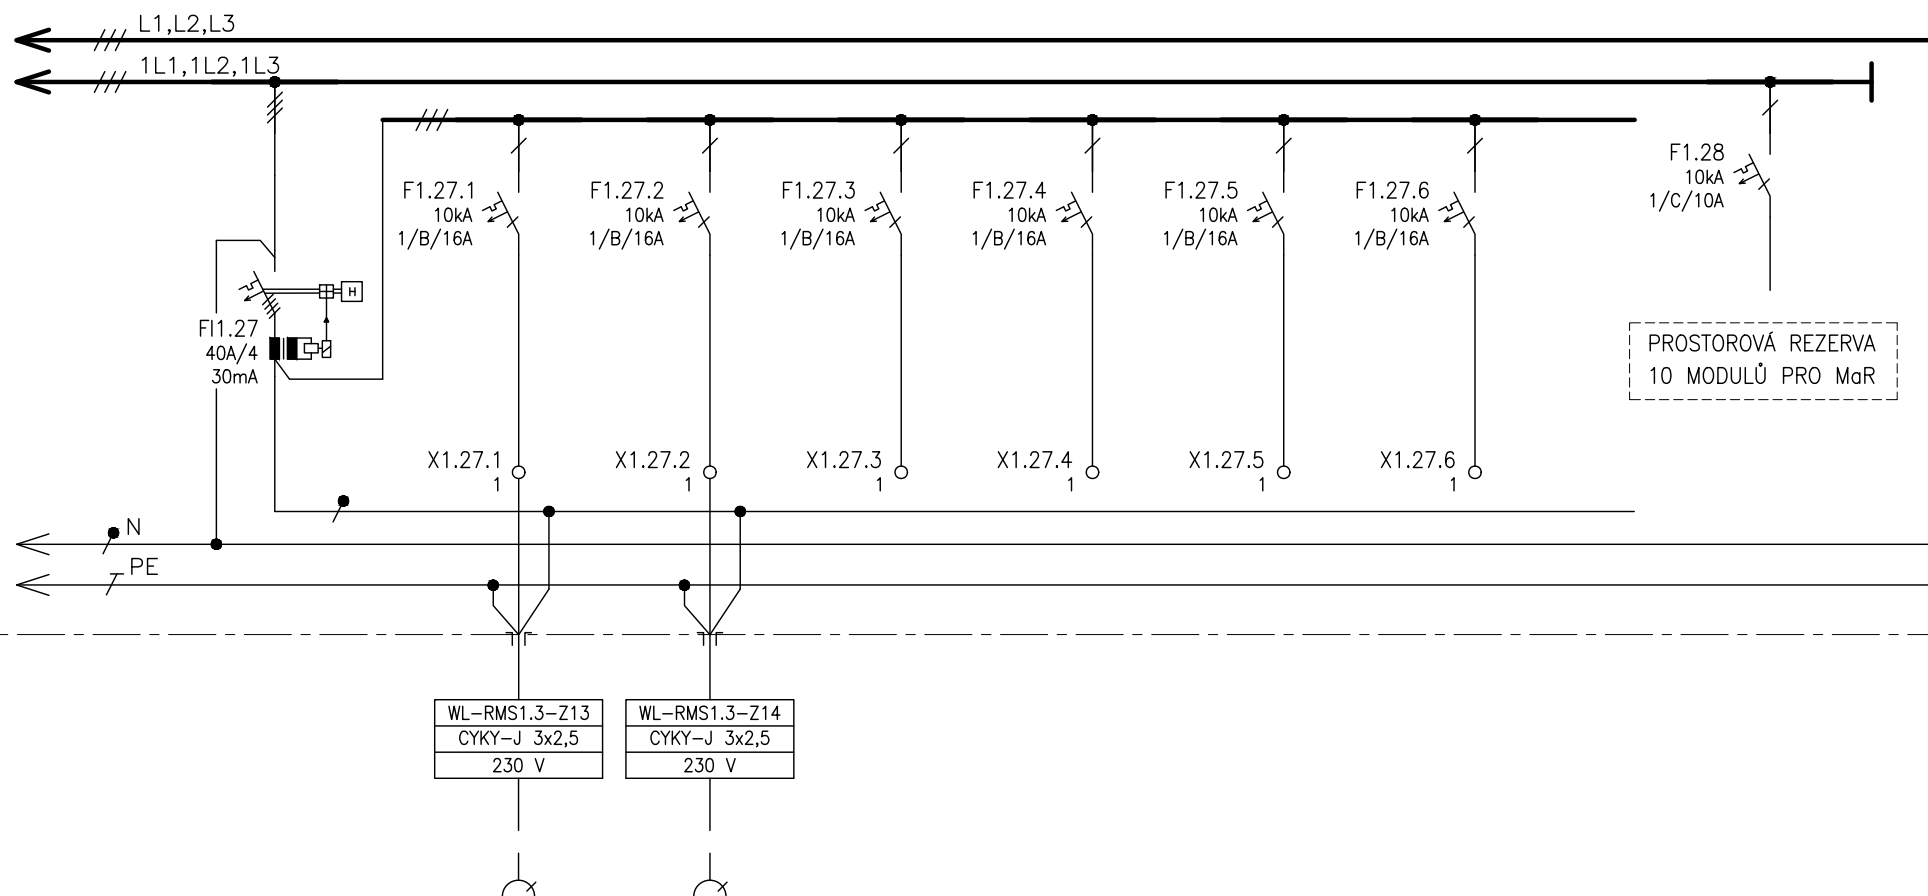 L1,L2,L3
1L1,1L2,1L3
F1.27.1
10kA
1/B/16A
F1.27.2
10kA
1/B/16A
F1.27.3
10kA
1/B/16A
F1.27.4
10kA
1/B/16A
F1.27.5
10kA
1/B/16A
F1.27.6
10kA
1/B/16A
F1.28
10kA
1/C/10A
H
FI1.27
40A/4
30mA
PROSTOROVÁ REZERVA
10 MODULŮ PRO MaR
X1.27.1
1
X1.27.2
1
X1.27.3
1
X1.27.4
1
X1.27.5
1
X1.27.6
1
N
PE
WL-RMS1.3-Z13
CYKY-J 3x2,5
230 V
WL-RMS1.3-Z14
CYKY-J 3x2,5
230 V